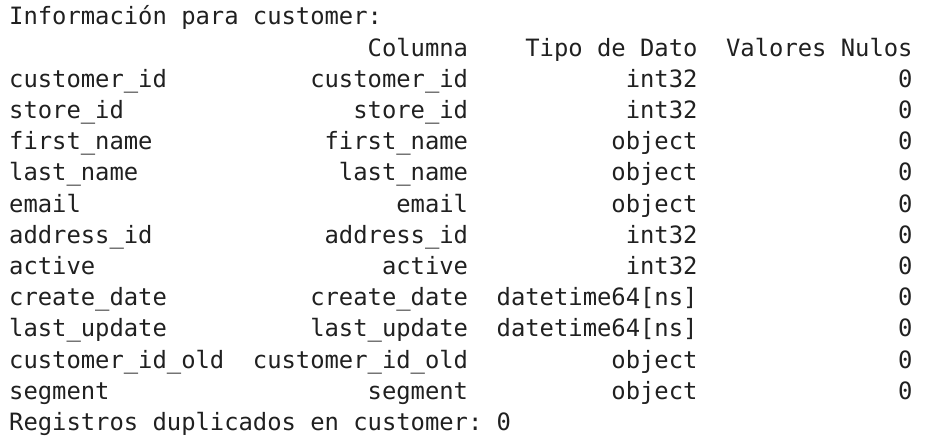 Información para customer:
Columna Tipo de Dato Valores Nulos
customer_id customer_id int32 0
store_id store_id int32 0
first_name first_name object 0
last_name last_name object 0
email email object 0
address_id address_id int32 0
active active int32 0
create_date create_date datetime64[ns] 0
last_update last_update datetime64[ns] 0
customer_id_old customer_id_old object 0
segment segment object 0
Registros duplicados en customer: 0